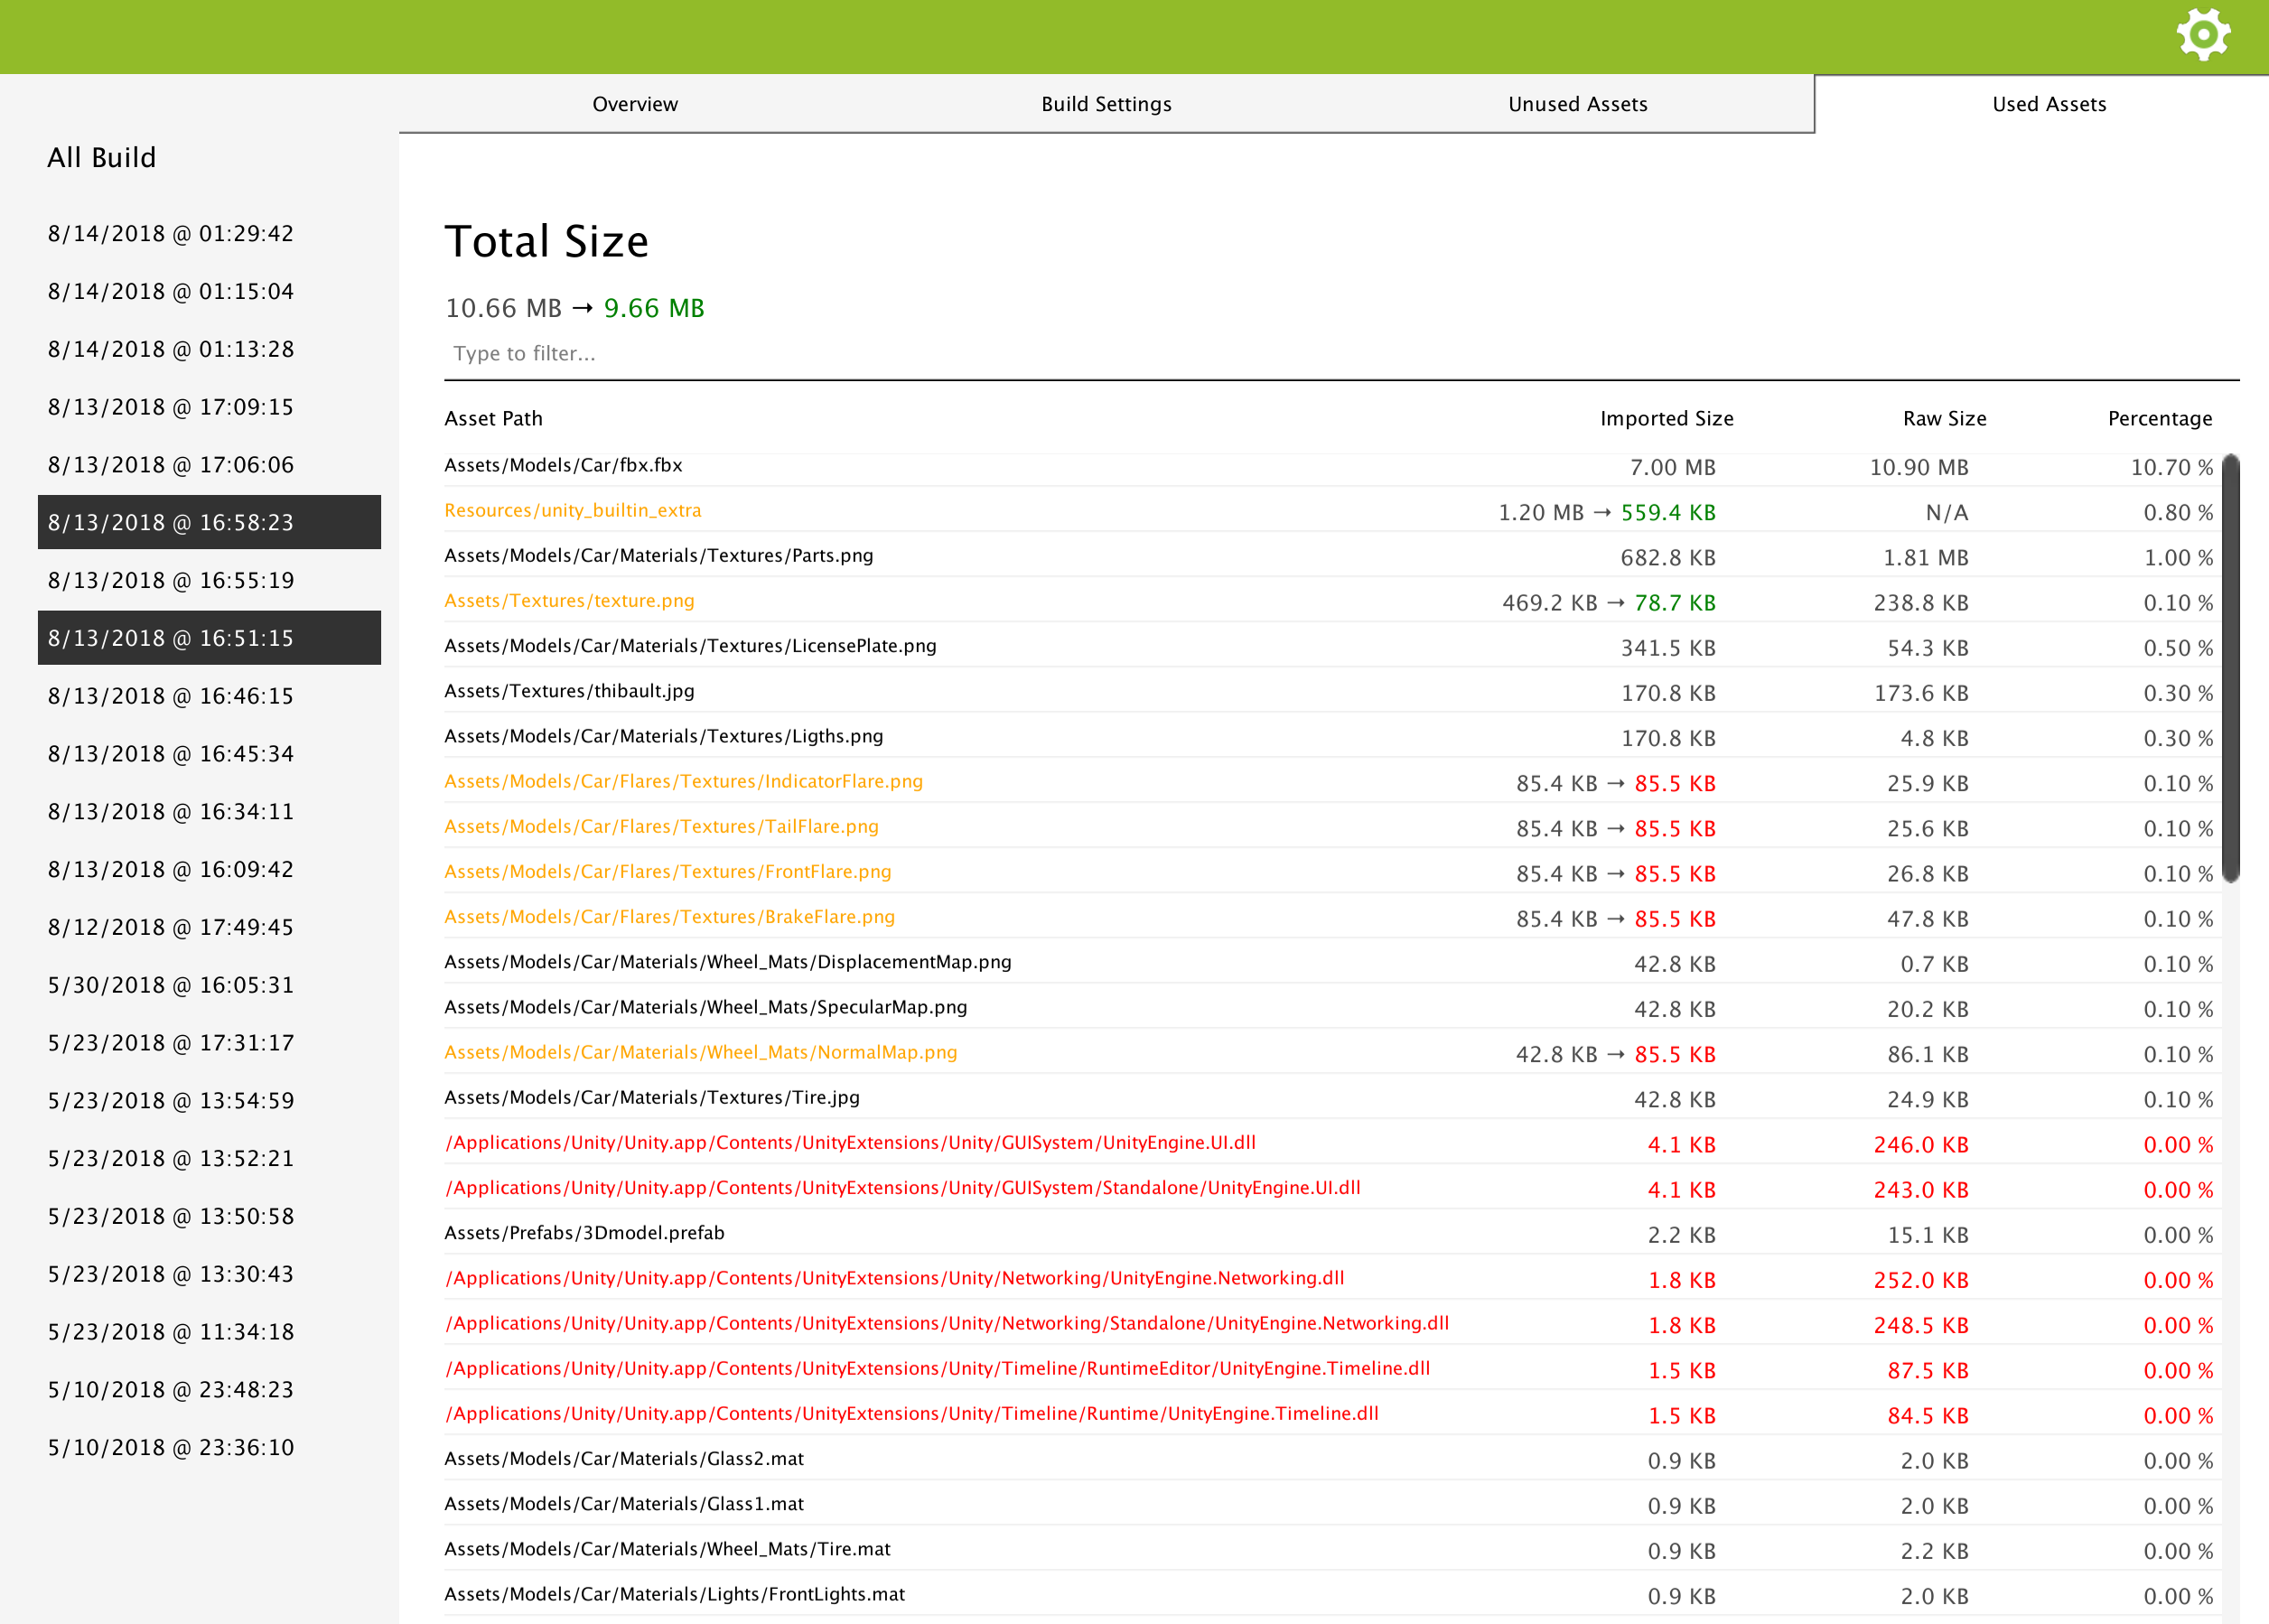 Overview Build Settings Unused Assets Used Assets
All Build
8/14/2018 @ 01:29:42
8/14/2018 @ 01:15:04
8/14/2018 @ 01:13:28
8/13/2018 @ 17:09:15
8/13/2018 @ 17:06:06
8/13/2018 @ 16:58:23
8/13/2018 @ 16:55:19
8/13/2018 @ 16:51:15
8/13/2018 @ 16:46:15
8/13/2018 @ 16:45:34
8/13/2018 @ 16:34:11
8/13/2018 @ 16:09:42
8/12/2018 @ 17:49:45
5/30/2018 @ 16:05:31
5/23/2018 @ 17:31:17
5/23/2018 @ 13:54:59
5/23/2018 @ 13:52:21
5/23/2018 @ 13:50:58
5/23/2018 @ 13:30:43
5/23/2018 @ 11:34:18
5/10/2018 @ 23:48:23
5/10/2018 @ 23:36:10
Total Size
10.66 MB → 9.66 MB
Type to filter...
Asset Path Imported Size Raw Size Percentage
Assets/Models/Car/fbx.fbx 7.00 MB 10.90 MB 10.70 %
Resources/unity_builtin_extra 1.20 MB → 559.4 KB N/A 0.80 %
Assets/Models/Car/Materials/Textures/Parts.png 682.8 KB 1.81 MB 1.00 %
Assets/Textures/texture.png 469.2 KB → 78.7 KB 238.8 KB 0.10 %
Assets/Models/Car/Materials/Textures/LicensePlate.png 341.5 KB 54.3 KB 0.50 %
Assets/Textures/thibault.jpg 170.8 KB 173.6 KB 0.30 %
Assets/Models/Car/Materials/Textures/Ligths.png 170.8 KB 4.8 KB 0.30 %
Assets/Models/Car/Flares/Textures/IndicatorFlare.png 85.4 KB → 85.5 KB 25.9 KB 0.10 %
Assets/Models/Car/Flares/Textures/TailFlare.png 85.4 KB → 85.5 KB 25.6 KB 0.10 %
Assets/Models/Car/Flares/Textures/FrontFlare.png 85.4 KB → 85.5 KB 26.8 KB 0.10 %
Assets/Models/Car/Flares/Textures/BrakeFlare.png 85.4 KB → 85.5 KB 47.8 KB 0.10 %
Assets/Models/Car/Materials/Wheel_Mats/DisplacementMap.png 42.8 KB 0.7 KB 0.10 %
Assets/Models/Car/Materials/Wheel_Mats/SpecularMap.png 42.8 KB 20.2 KB 0.10 %
Assets/Models/Car/Materials/Wheel_Mats/NormalMap.png 42.8 KB → 85.5 KB 86.1 KB 0.10 %
Assets/Models/Car/Materials/Textures/Tire.jpg 42.8 KB 24.9 KB 0.10 %
/Applications/Unity/Unity.app/Contents/UnityExtensions/Unity/GUISystem/UnityEngine.UI.dll 4.1 KB 246.0 KB 0.00 %
/Applications/Unity/Unity.app/Contents/UnityExtensions/Unity/GUISystem/Standalone/UnityEngine.UI.dll 4.1 KB 243.0 KB 0.00 %
Assets/Prefabs/3Dmodel.prefab 2.2 KB 15.1 KB 0.00 %
/Applications/Unity/Unity.app/Contents/UnityExtensions/Unity/Networking/UnityEngine.Networking.dll 1.8 KB 252.0 KB 0.00 %
/Applications/Unity/Unity.app/Contents/UnityExtensions/Unity/Networking/Standalone/UnityEngine.Networking.dll 1.8 KB 248.5 KB 0.00 %
/Applications/Unity/Unity.app/Contents/UnityExtensions/Unity/Timeline/RuntimeEditor/UnityEngine.Timeline.dll 1.5 KB 87.5 KB 0.00 %
/Applications/Unity/Unity.app/Contents/UnityExtensions/Unity/Timeline/Runtime/UnityEngine.Timeline.dll 1.5 KB 84.5 KB 0.00 %
Assets/Models/Car/Materials/Glass2.mat 0.9 KB 2.0 KB 0.00 %
Assets/Models/Car/Materials/Glass1.mat 0.9 KB 2.0 KB 0.00 %
Assets/Models/Car/Materials/Wheel_Mats/Tire.mat 0.9 KB 2.2 KB 0.00 %
Assets/Models/Car/Materials/Lights/FrontLights.mat 0.9 KB 2.0 KB 0.00 %